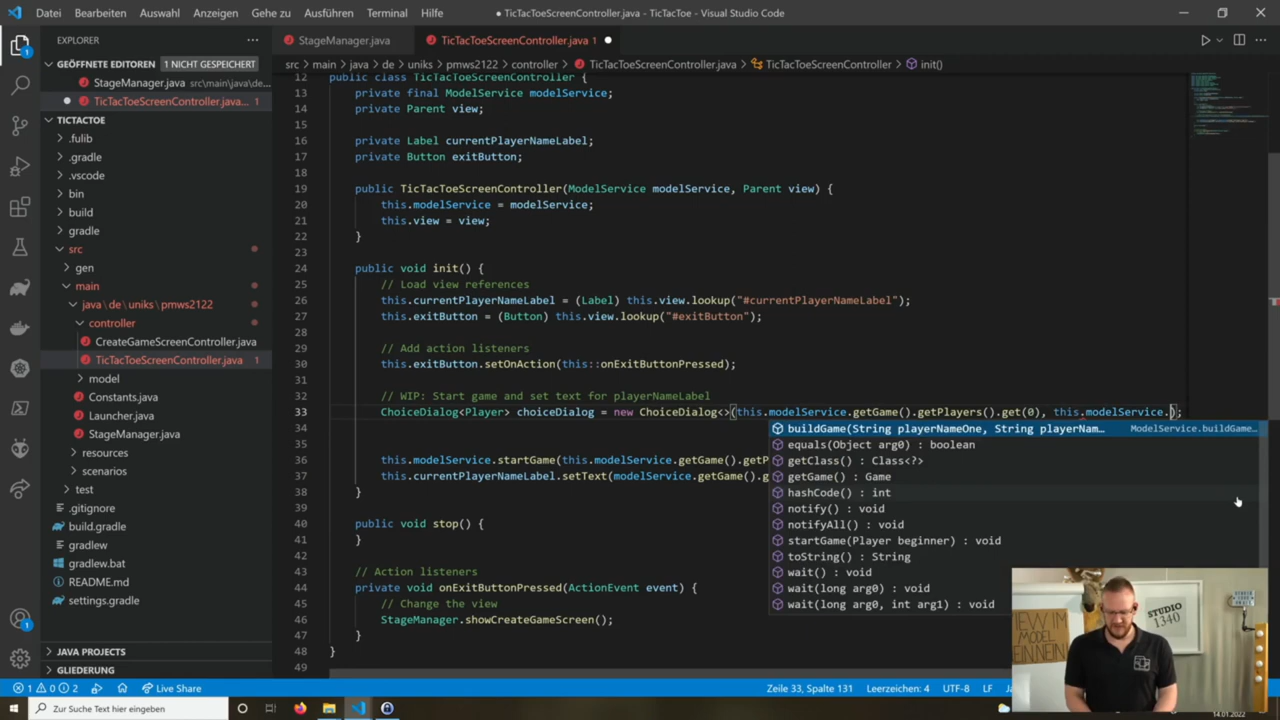 Datei Bearbeiten Auswahl Anzeigen Gehe zu Ausführen Terminal Hilfe
● TicTacToeScreenController.java - TicTacToe - Visual Studio Code
EXPLORER
GEÖFFNETE EDITOREN 1 NICHT GESPEICHERT
StageManager.java src\main\java\de...
TicTacToeScreenController.java... 1
TICTACTOE
.fulib
.gradle
.vscode
bin
build
gradle
src
gen
main
java\de\uniks\pmws2122
controller
CreateGameScreenController.java
TicTacToeScreenController.java 1
model
Constants.java
Launcher.java
StageManager.java
resources
scenarios
test
.gitignore
build.gradle
gradlew
gradlew.bat
README.md
settings.gradle
JAVA PROJECTS
GLIEDERUNG
StageManager.java
TicTacToeScreenController.java 1 ●
src > main > java > de > uniks > pmws2122 > controller > TicTacToeScreenController.java > TicTacToeScreenController > init()
12 public class TicTacToeScreenController {
13 private final ModelService modelService;
14 private Parent view;
15
16 private Label currentPlayerNameLabel;
17 private Button exitButton;
18
19 public TicTacToeScreenController(ModelService modelService, Parent view) {
20 this.modelService = modelService;
21 this.view = view;
22 }
23
24 public void init() {
25 // Load view references
26 this.currentPlayerNameLabel = (Label) this.view.lookup("#currentPlayerNameLabel");
27 this.exitButton = (Button) this.view.lookup("#exitButton");
28
29 // Add action listeners
30 this.exitButton.setOnAction(this::onExitButtonPressed);
31
32 // WIP: Start game and set text for playerNameLabel
33 ChoiceDialog<Player> choiceDialog = new ChoiceDialog<>(this.modelService.getGame().getPlayers().get(0), this.modelService.);
34
35
36 this.modelService.startGame(this.modelService.getGame().getP
37 this.currentPlayerNameLabel.setText(modelService.getGame().g
38 }
39
40 public void stop() {
41 }
42
43 // Action listeners
44 private void onExitButtonPressed(ActionEvent event) {
45 // Change the view
46 StageManager.showCreateGameScreen();
47 }
48 }
49
buildGame(String playerNameOne, String playerNam... ModelService.buildGame...
equals(Object arg0) : boolean
getClass() : Class<?>
getGame() : Game
hashCode() : int
notify() : void
notifyAll() : void
startGame(Player beginner) : void
toString() : String
wait() : void
wait(long arg0) : void
wait(long arg0, int arg1) : void
STUDIO
1340
VIEW IM
MODEL
EIN NEIN
1 0 2 Live Share
Zeile 33, Spalte 131 Leerzeichen: 4 UTF-8 LF
Zur Suche Text hier eingeben
14.01.2022